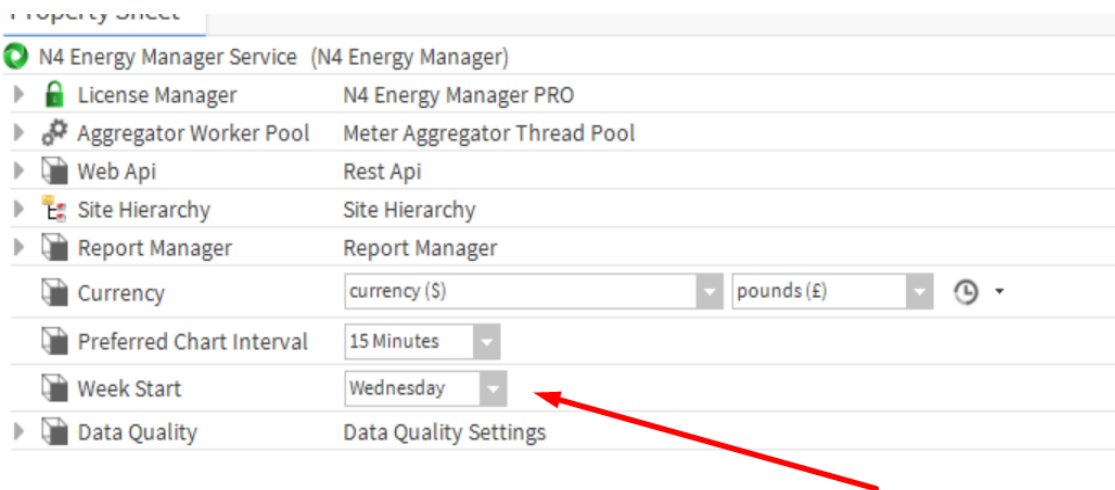 Property Sheet
N4 Energy Manager Service (N4 Energy Manager)
License Manager N4 Energy Manager PRO
Aggregator Worker Pool Meter Aggregator Thread Pool
Web Api Rest Api
Site Hierarchy Site Hierarchy
Report Manager Report Manager
Currency currency ($) pounds (£)
Preferred Chart Interval 15 Minutes
Week Start Wednesday
Data Quality Data Quality Settings